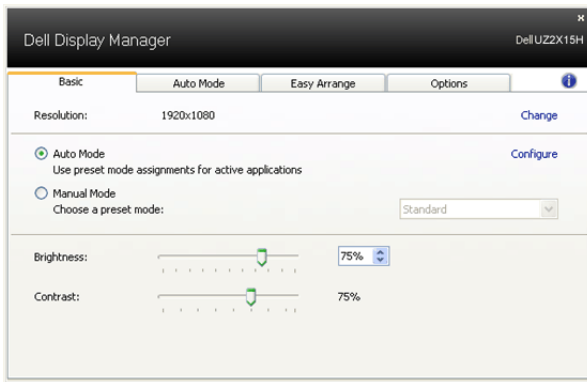 Dell Display Manager
Dell UZ2X15H
Basic
Auto Mode
Easy Arrange
Options
Resolution:
1920x1080
Change
Auto Mode
Configure
Use preset mode assignments for active applications
Manual Mode
Choose a preset mode:
Standard
Brightness:
75%
Contrast:
75%